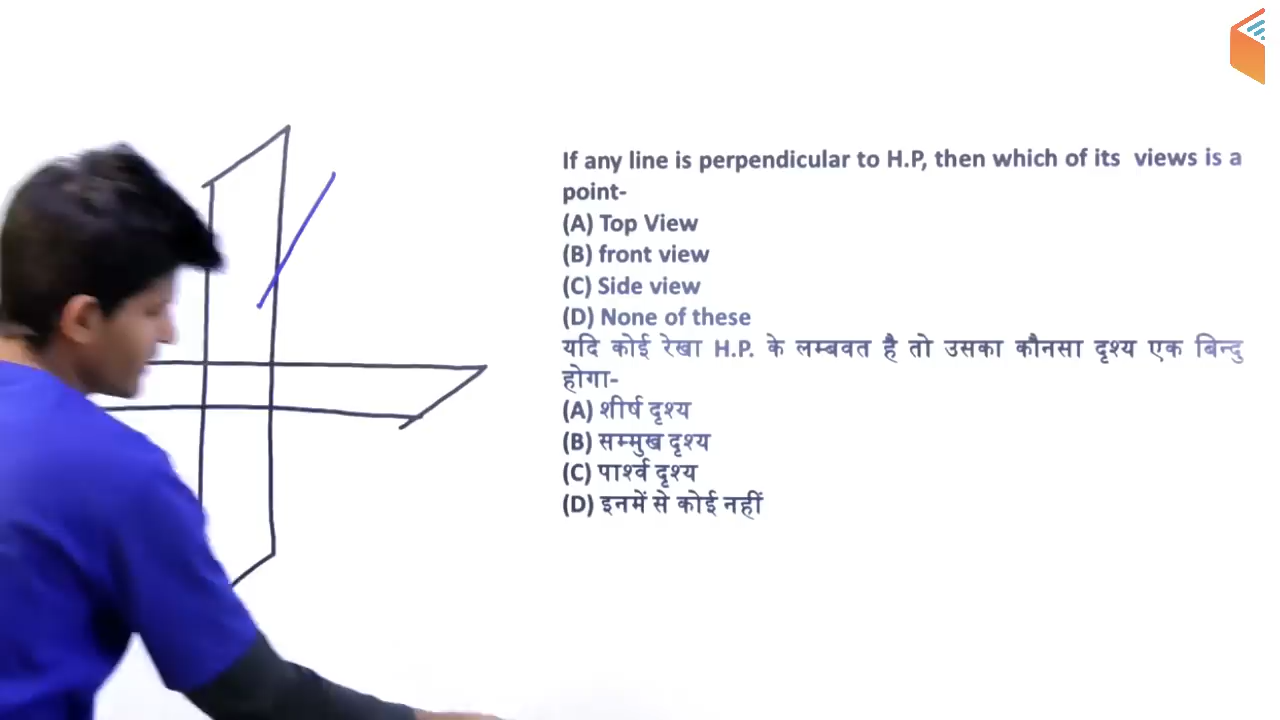 If any line is perpendicular to H.P, then which of its views is a
point-
(A) Top View
(B) front view
(C) Side view
(D) None of these
यदि कोई रेखा H.P. के लम्बवत है तो उसका कौनसा दृश्य एक बिन्दु
होगा-
(A) शीर्ष दृश्य
(B) सम्मुख दृश्य
(C) पार्श्व दृश्य
(D) इनमें से कोई नहीं